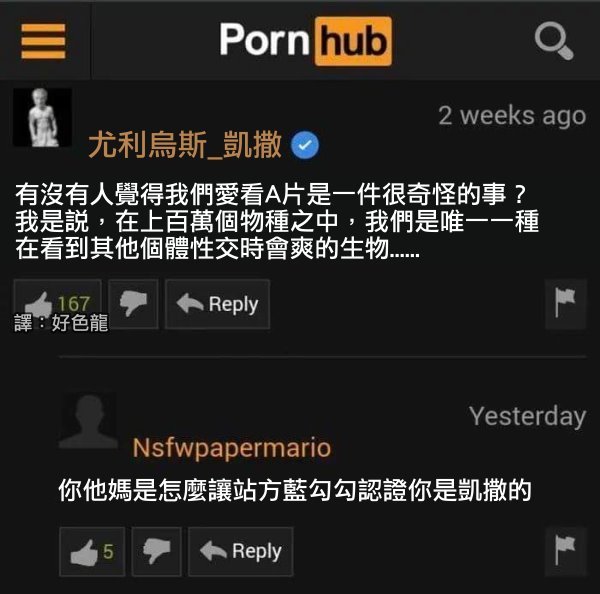 Pornhub
2 weeks ago
尤利烏斯_凱撒
有沒有人覺得我們愛看A片是一件很奇怪的事？
我是說，在上百萬個物種之中，我們是唯一一種
在看到其他個體性交時會爽的生物......
167
Reply
譯：好色龍
Yesterday
Nsfwpapermario
你他媽是怎麼讓站方藍勾勾認證你是凱撒的
5
Reply